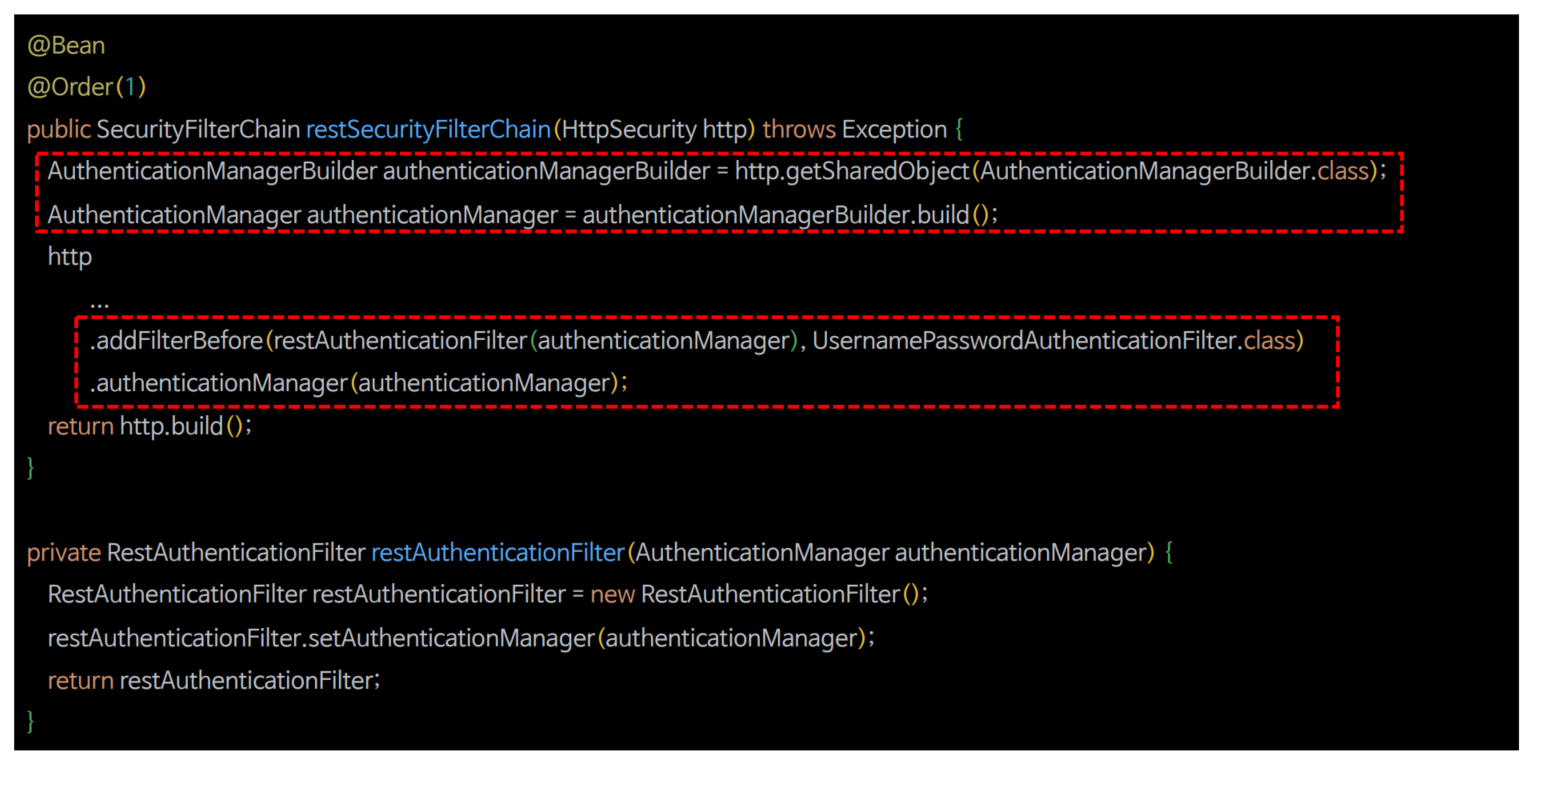 @Bean
@Order(1)
public SecurityFilterChain restSecurityFilterChain(HttpSecurity http) throws Exception {
AuthenticationManagerBuilder authenticationManagerBuilder = http.getSharedObject(AuthenticationManagerBuilder.class);
AuthenticationManager authenticationManager = authenticationManagerBuilder.build();
http
...
.addFilterBefore(restAuthenticationFilter(authenticationManager), UsernamePasswordAuthenticationFilter.class)
.authenticationManager(authenticationManager);
return http.build();
}
private RestAuthenticationFilter restAuthenticationFilter(AuthenticationManager authenticationManager) {
RestAuthenticationFilter restAuthenticationFilter = new RestAuthenticationFilter();
restAuthenticationFilter.setAuthenticationManager(authenticationManager);
return restAuthenticationFilter;
}